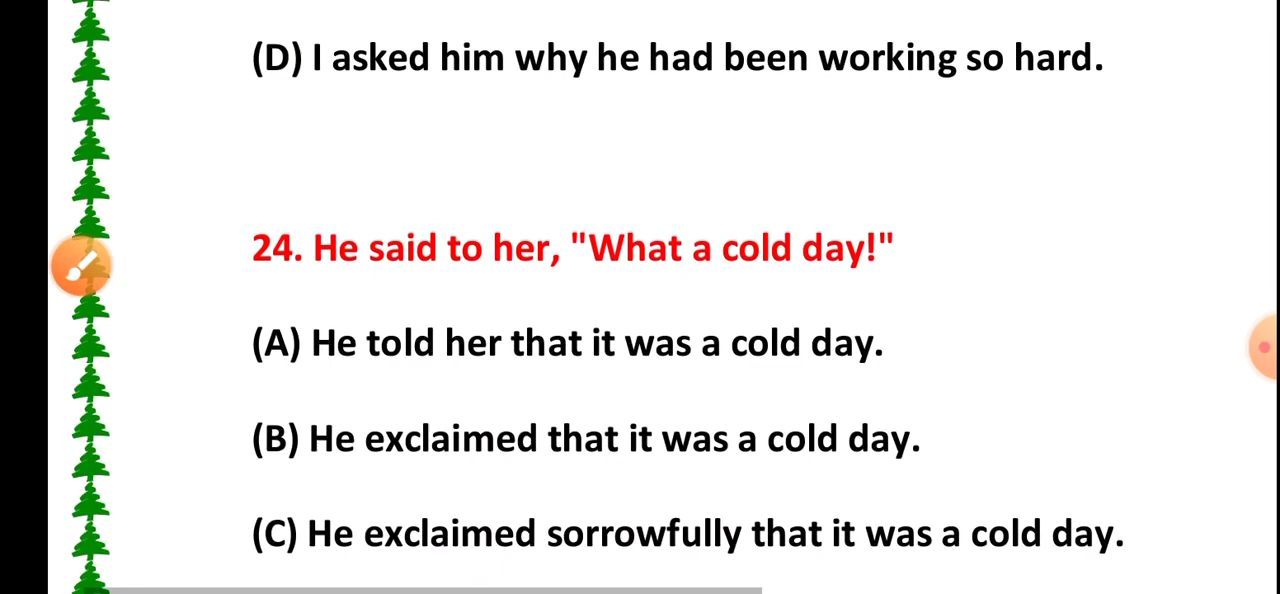 (D) I asked him why he had been working so hard.
24. He said to her, "What a cold day!"
(A) He told her that it was a cold day.
(B) He exclaimed that it was a cold day.
(C) He exclaimed sorrowfully that it was a cold day.